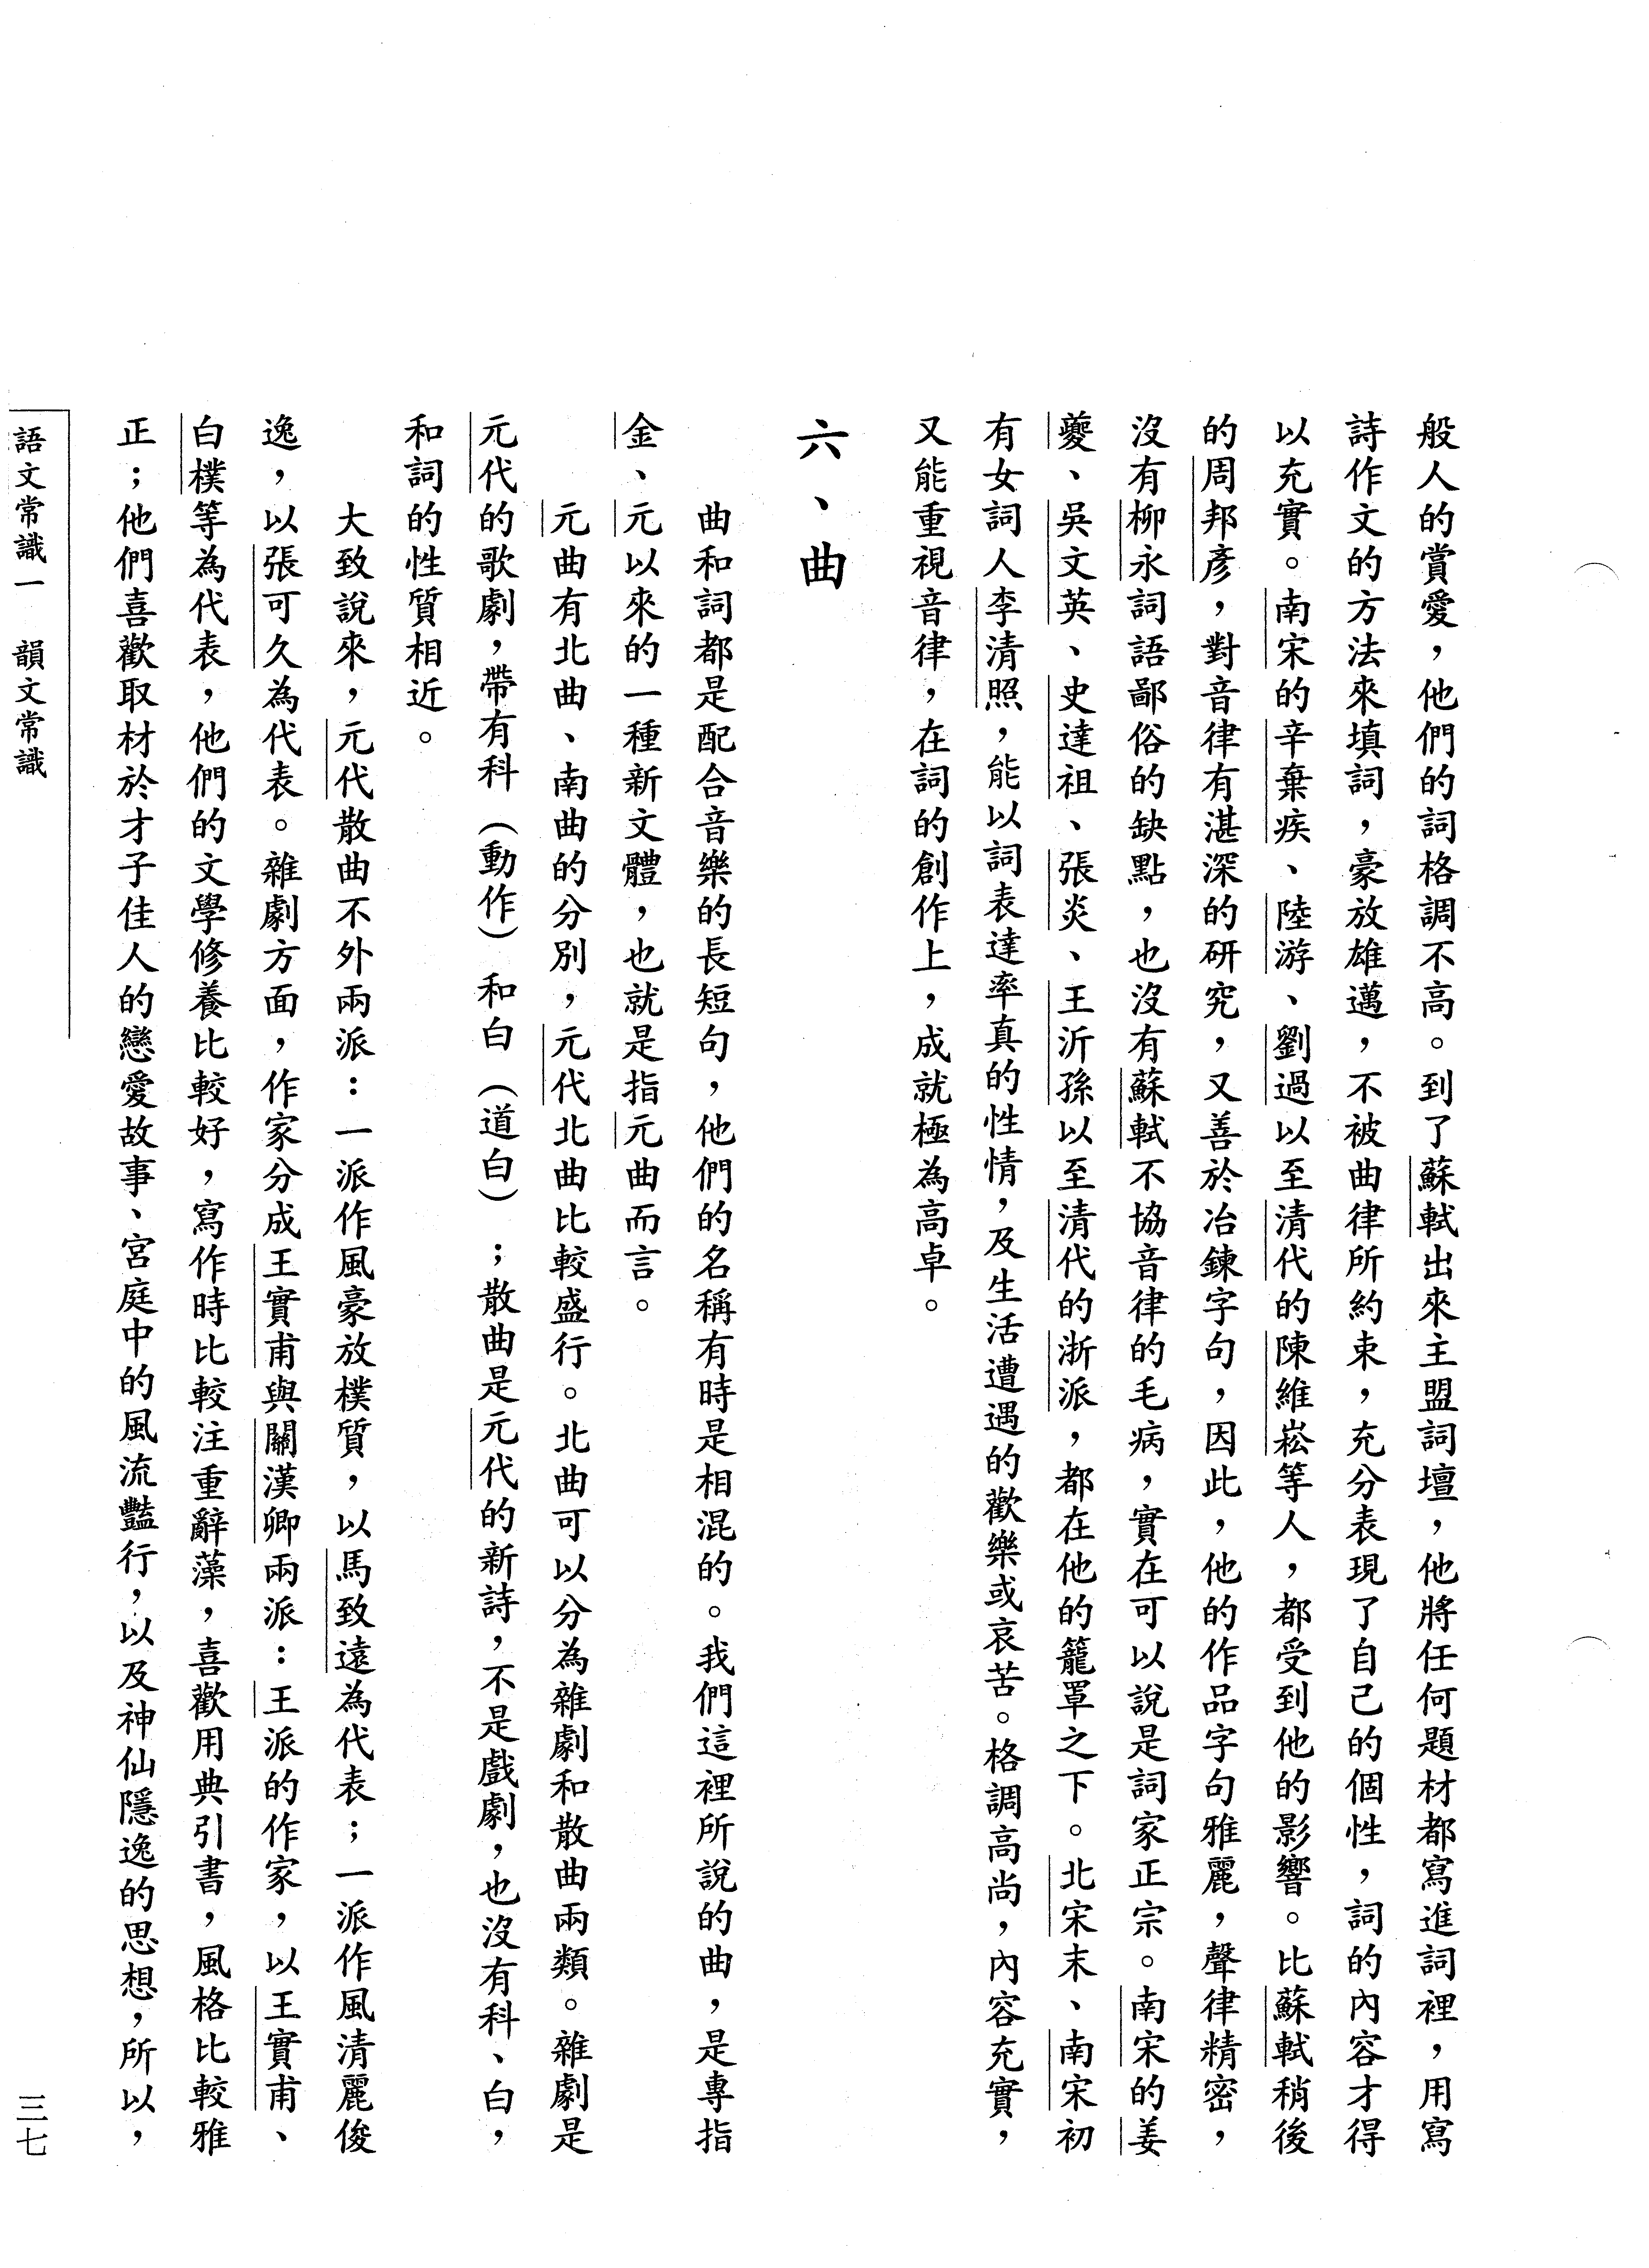 般人的賞愛，他們的詞格調不高。到了蘇軾出來主盟詞壇，他將任何題材都寫進詞裡，用寫
詩作文的方法來填詞，豪放雄邁，不被曲律所約束，充分表現了自己的個性，詞的內容才得
以充實。南宋的辛棄疾、陸游、劉過以至清代的陳維崧等人，都受到他的影響。比蘇軾稍後
的周邦彥，對音律有湛深的研究，又善於冶鍊字句，因此，他的作品字句雅麗，聲律精密，
沒有柳永詞語鄙俗的缺點，也沒有蘇軾不協音律的毛病，實在可以說是詞家正宗。南宋的姜
夔、吳文英、史達祖、張炎、王沂孫以至清代的浙派，都在他的籠罩之下。北宋末、南宋初
有女詞人李清照，能以詞表達率真的性情，及生活遭遇的歡樂或哀苦。格調高尚，內容充實，
又能重視音律，在詞的創作上，成就極為高卓。
六、曲
曲和詞都是配合音樂的長短句，他們的名稱有時是相混的。我們這裡所說的曲，是專指
金、元以來的一種新文體，也就是指元曲而言。
元曲有北曲、南曲的分別，元代北曲比較盛行。北曲可以分為雜劇和散曲兩類。雜劇是
元代的歌劇，帶有科（動作）和白（道白）；散曲是元代的新詩，不是戲劇，也沒有科、白，
和詞的性質相近。
大致說來，元代散曲不外兩派：一派作風豪放樸質，以馬致遠為代表；一派作風清麗俊
逸，以張可久為代表。雜劇方面，作家分成王實甫與關漢卿兩派：王派的作家，以王實甫、
白樸等為代表，他們的文學修養比較好，寫作時比較注重辭藻，喜歡用典引書，風格比較雅
正；他們喜歡取材於才子佳人的戀愛故事、宮庭中的風流豔行，以及神仙隱逸的思想，所以，
語文常識一　韻文常識
三七